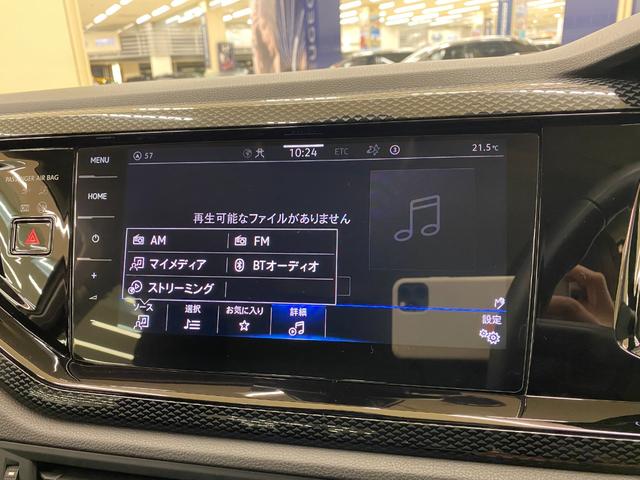 MENU
57
10:24
ETC
3
21.5℃
PASSENGER AIR BAG
HOME
再生可能なファイルがありません
AM
FM
マイメディア
BTオーディオ
ストリーミング
ソース
選択
お気に入り
詳細
設定